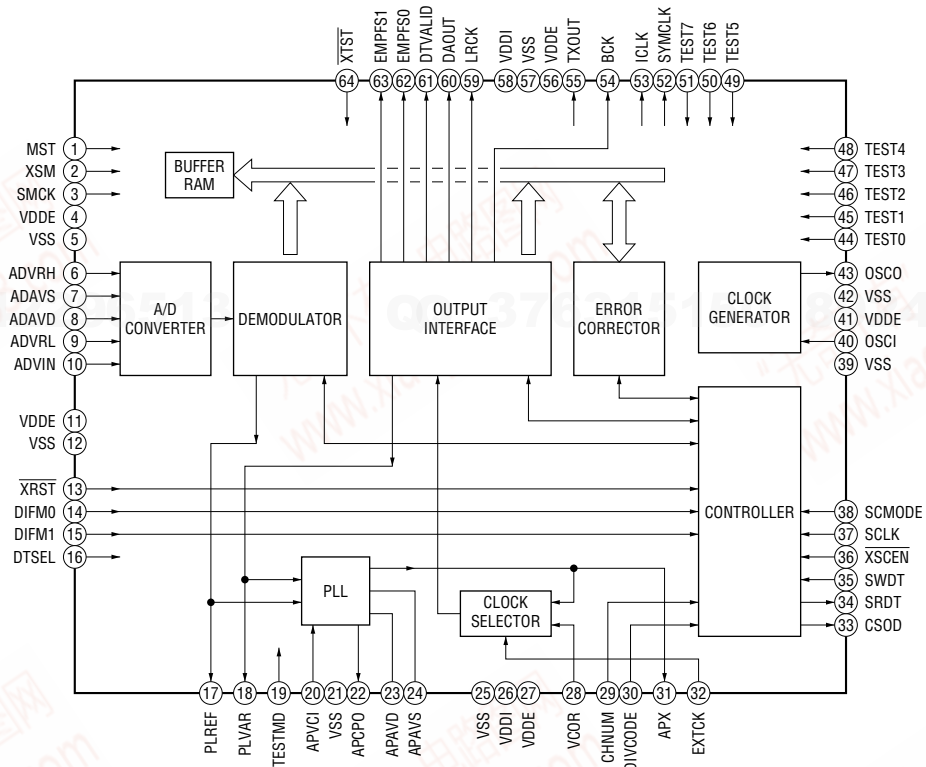 XTST
EMPFS1
EMPFS0
DTVALID
DAOUT
LRCK
VDDI
VSS
VDDE
TXOUT
BCK
ICLK
SYMCLK
TEST7
TEST6
TEST5
64 63 62 61 60 59 58 57 56 55 54 53 52 51 50 49
MST 1
XSM 2
SMCK 3
VDDE 4
VSS 5
ADVRH 6
ADAVS 7
ADAVD 8
ADVRL 9
ADVIN 10
VDDE 11
VSS 12
XRST 13
DIFM0 14
DIFM1 15
DTSEL 16
BUFFER
RAM
A/D
CONVERTER
DEMODULATOR
OUTPUT
INTERFACE
ERROR
CORRECTOR
CLOCK
GENERATOR
CONTROLLER
PLL
CLOCK
SELECTOR
48 TEST4
47 TEST3
46 TEST2
45 TEST1
44 TEST0
43 OSCO
42 VSS
41 VDDE
40 OSCI
39 VSS
38 SCMODE
37 SCLK
36 XSCEN
35 SWDT
34 SRDT
33 CSOD
17 18 19 20 21 22 23 24 25 26 27 28 29 30 31 32
PLREF
PLVAR
TESTMD
APVCI
VSS
APCPO
APAVD
APAVS
VSS
VDDI
VDDE
VCOR
CHNUM
DIVCODE
APX
EXTCK